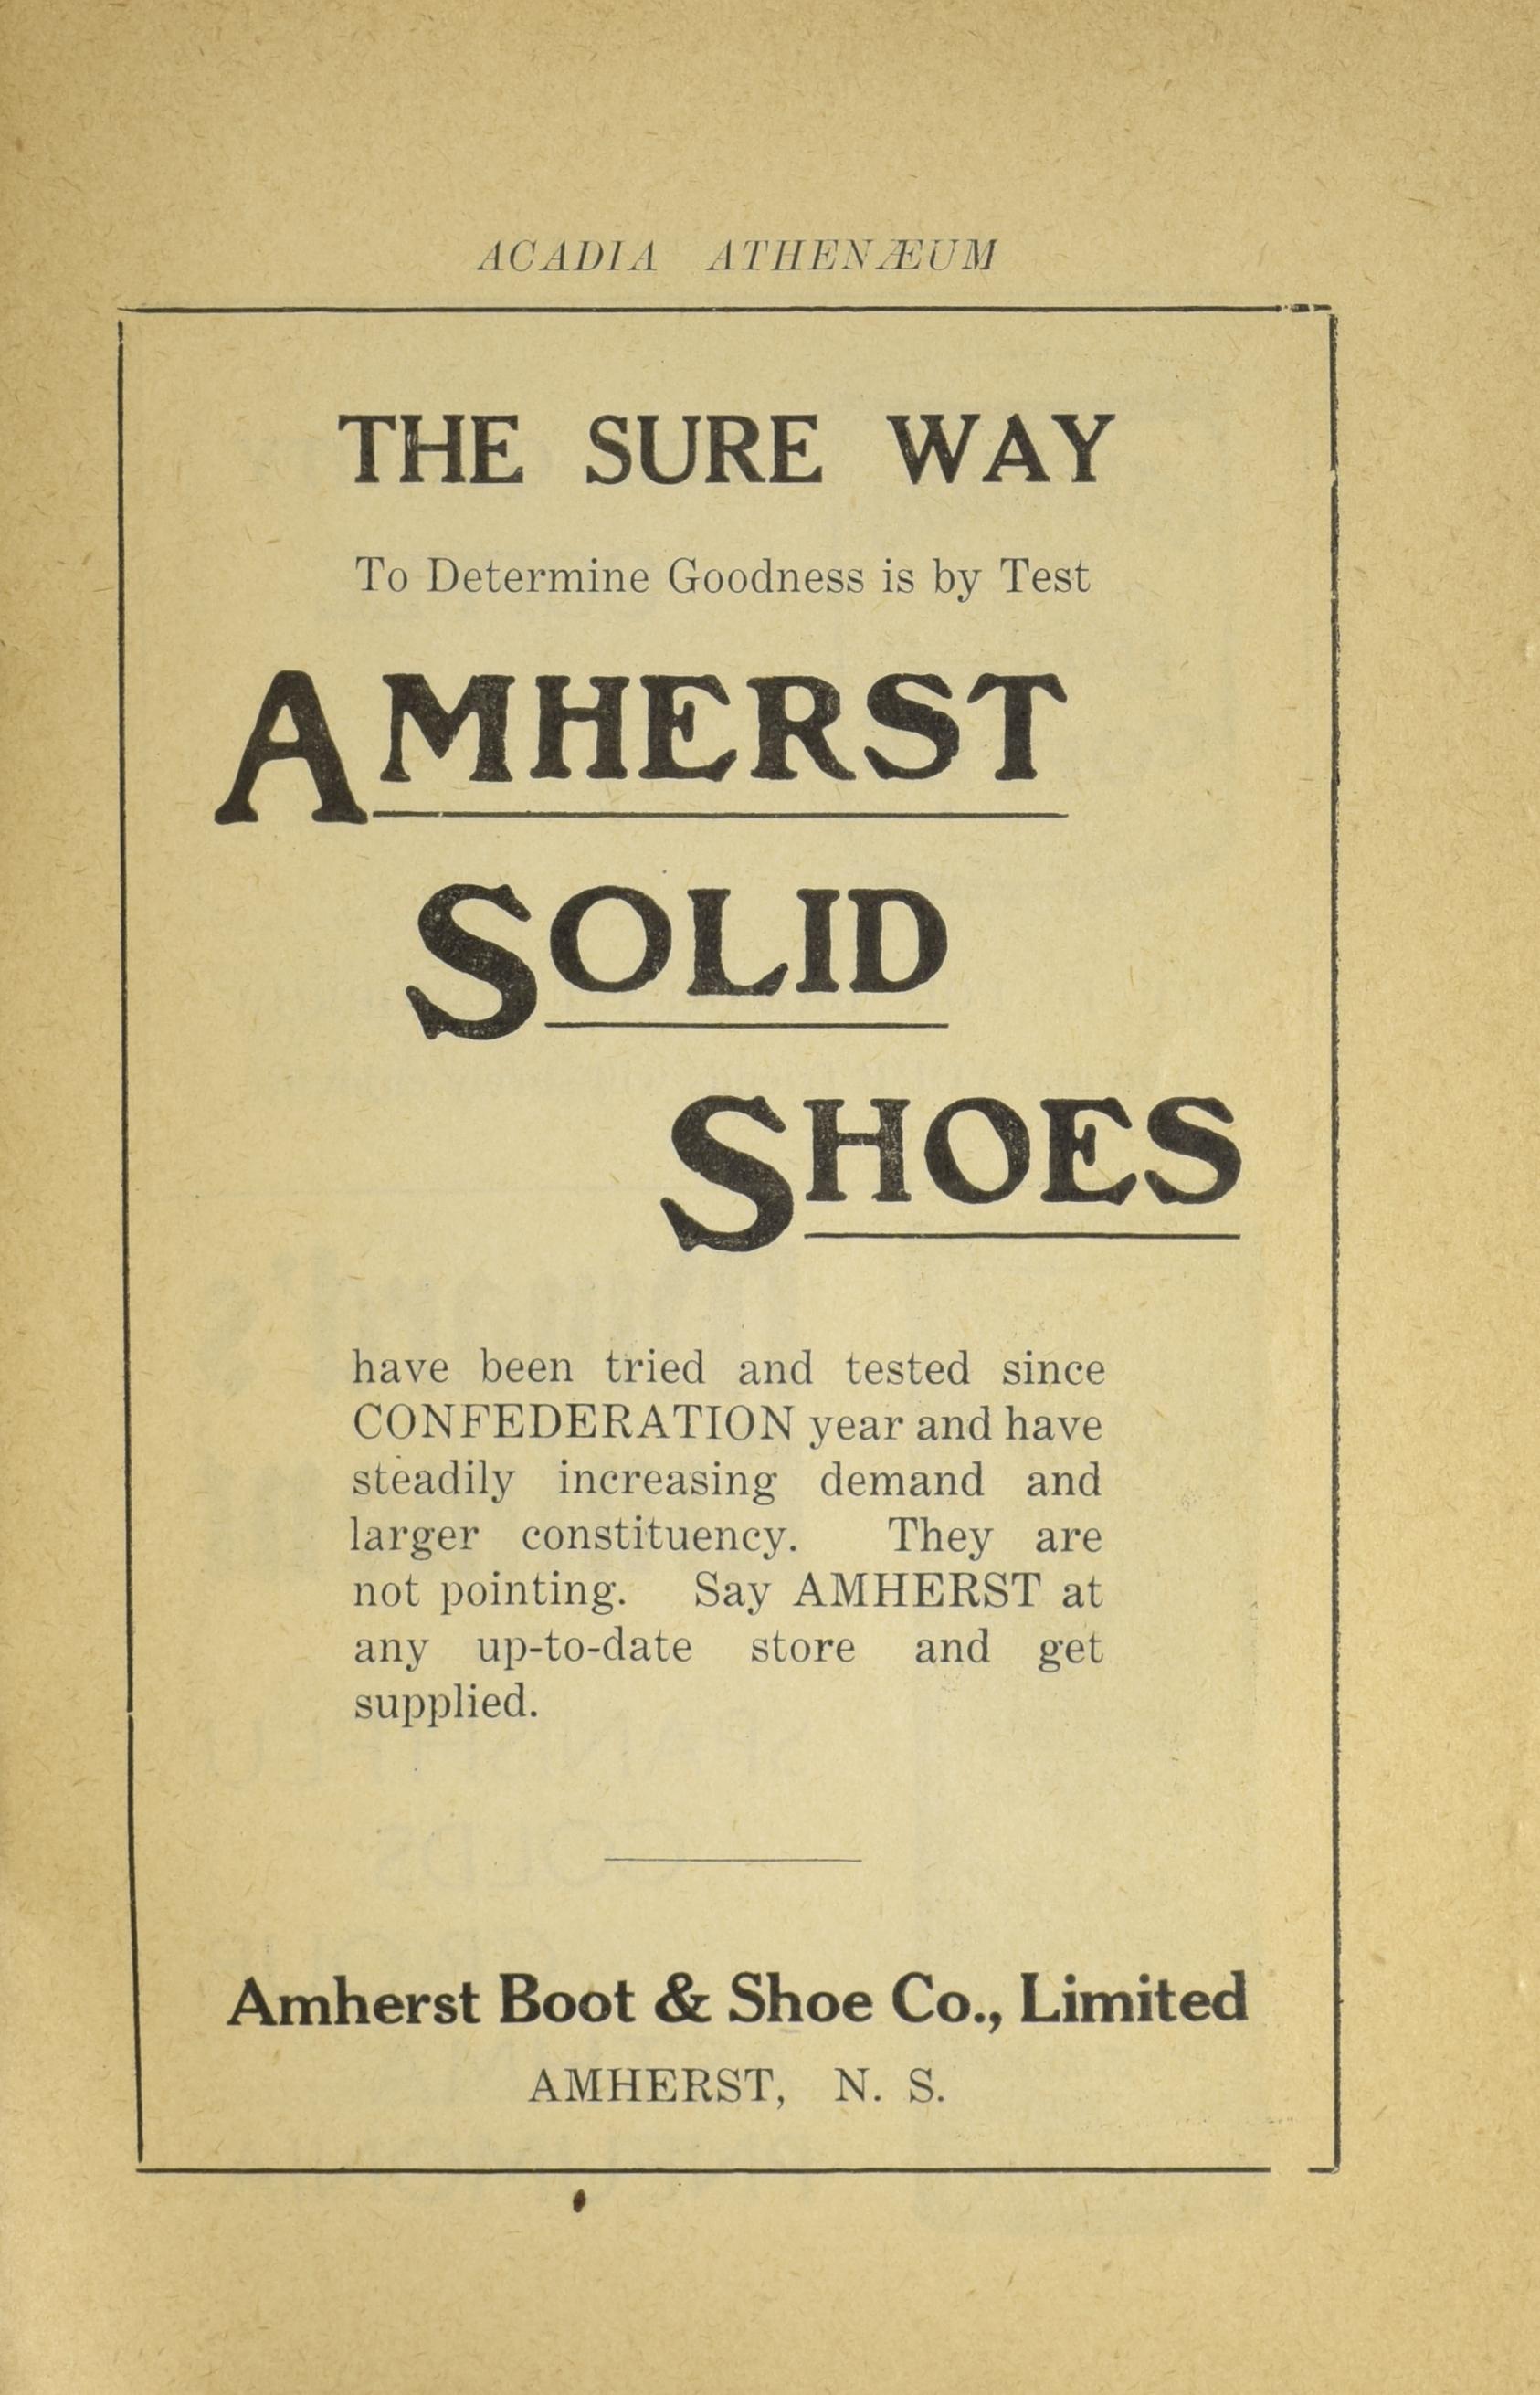 ACADIA ATHENÆUM
THE SURE WAY
To Determine Goodness is by Test
AMHERST
SOLID
SHOES
have been tried and tested since
CONFEDERATION year and have
steadily increasing demand and
larger constituency. They are
not pointing. Say AMHERST at
any up-to-date store and get
supplied.
Amherst Boot & Shoe Co., Limited
AMHERST, N. S.